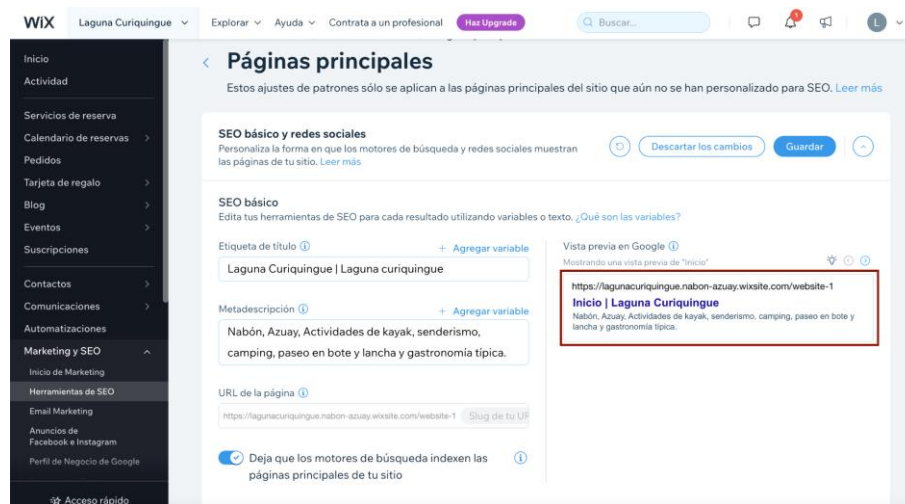 WiX Laguna Curiquingue Explorar Ayuda Contrata a un profesional Haz Upgrade Buscar... 1 L
Inicio
Actividad
Servicios de reserva
Calendario de reservas
Pedidos
Tarjeta de regalo
Blog
Eventos
Suscripciones
Contactos
Comunicaciones
Automatizaciones
Marketing y SEO
Inicio de Marketing
Herramientas de SEO
Email Marketing
Anuncios de
Facebook e Instagram
Perfil de Negocio de Google
Acceso rápido
Páginas principales
Estos ajustes de patrones sólo se aplican a las páginas principales del sitio que aún no se han personalizado para SEO. Leer más
SEO básico y redes sociales
Personaliza la forma en que los motores de búsqueda y redes sociales muestran
las páginas de tu sitio. Leer más
Descartar los cambios Guardar
SEO básico
Edita tus herramientas de SEO para cada resultado utilizando variables o texto. ¿Qué son las variables?
Etiqueta de título + Agregar variable
Laguna Curiquingue | Laguna curiquingue
Metadescripción + Agregar variable
Nabón, Azuay, Actividades de kayak, senderismo,
camping, paseo en bote y lancha y gastronomía típica.
URL de la página
https://lagunacuriquingue.nabon-azuay.wixsite.com/website-1 Slug de tu UR
Deja que los motores de búsqueda indexen las
páginas principales de tu sitio
Vista previa en Google
Mostrando una vista previa de "Inicio"
https://lagunacuriquingue.nabon-azuay.wixsite.com/website-1
Inicio | Laguna Curiquingue
Nabón, Azuay, Actividades de kayak, senderismo, camping, paseo en bote y
lancha y gastronomía típica.